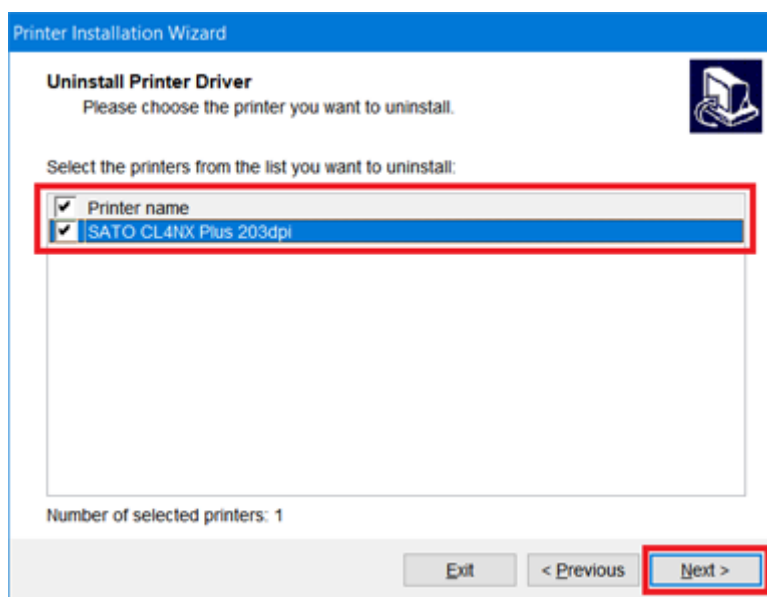 Printer Installation Wizard
Uninstall Printer Driver
Please choose the printer you want to uninstall.
Select the printers from the list you want to uninstall:
Printer name
SATO CL4NX Plus 203dpi
Number of selected printers: 1
Exit < Previous Next >